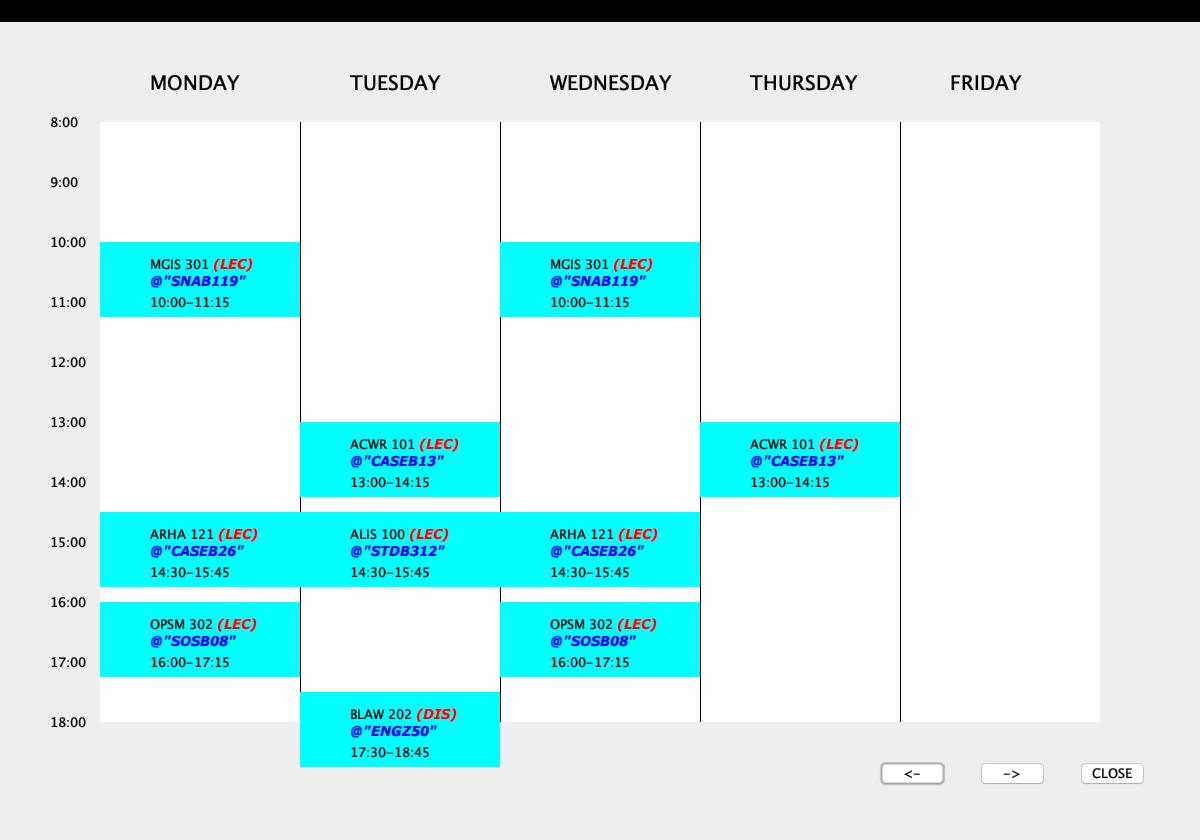 MONDAY TUESDAY WEDNESDAY THURSDAY FRIDAY
8:00
9:00
10:00
MGIS 301 (LEC) MGIS 301 (LEC)
@"SNAB119" @"SNAB119"
11:00 10:00-11:15 10:00-11:15
12:00
13:00
ACWR 101 (LEC) ACWR 101 (LEC)
@"CASEB13" @"CASEB13"
14:00 13:00-14:15 13:00-14:15
ARHA 121 (LEC) ALIS 100 (LEC) ARHA 121 (LEC)
15:00 @"CASEB26" @"STDB312" @"CASEB26"
14:30-15:45 14:30-15:45 14:30-15:45
16:00
OPSM 302 (LEC) OPSM 302 (LEC)
@"SOSB08" @"SOSB08"
17:00 16:00-17:15 16:00-17:15
BLAW 202 (DIS)
18:00 @"ENGZ50"
17:30-18:45
<- -> CLOSE